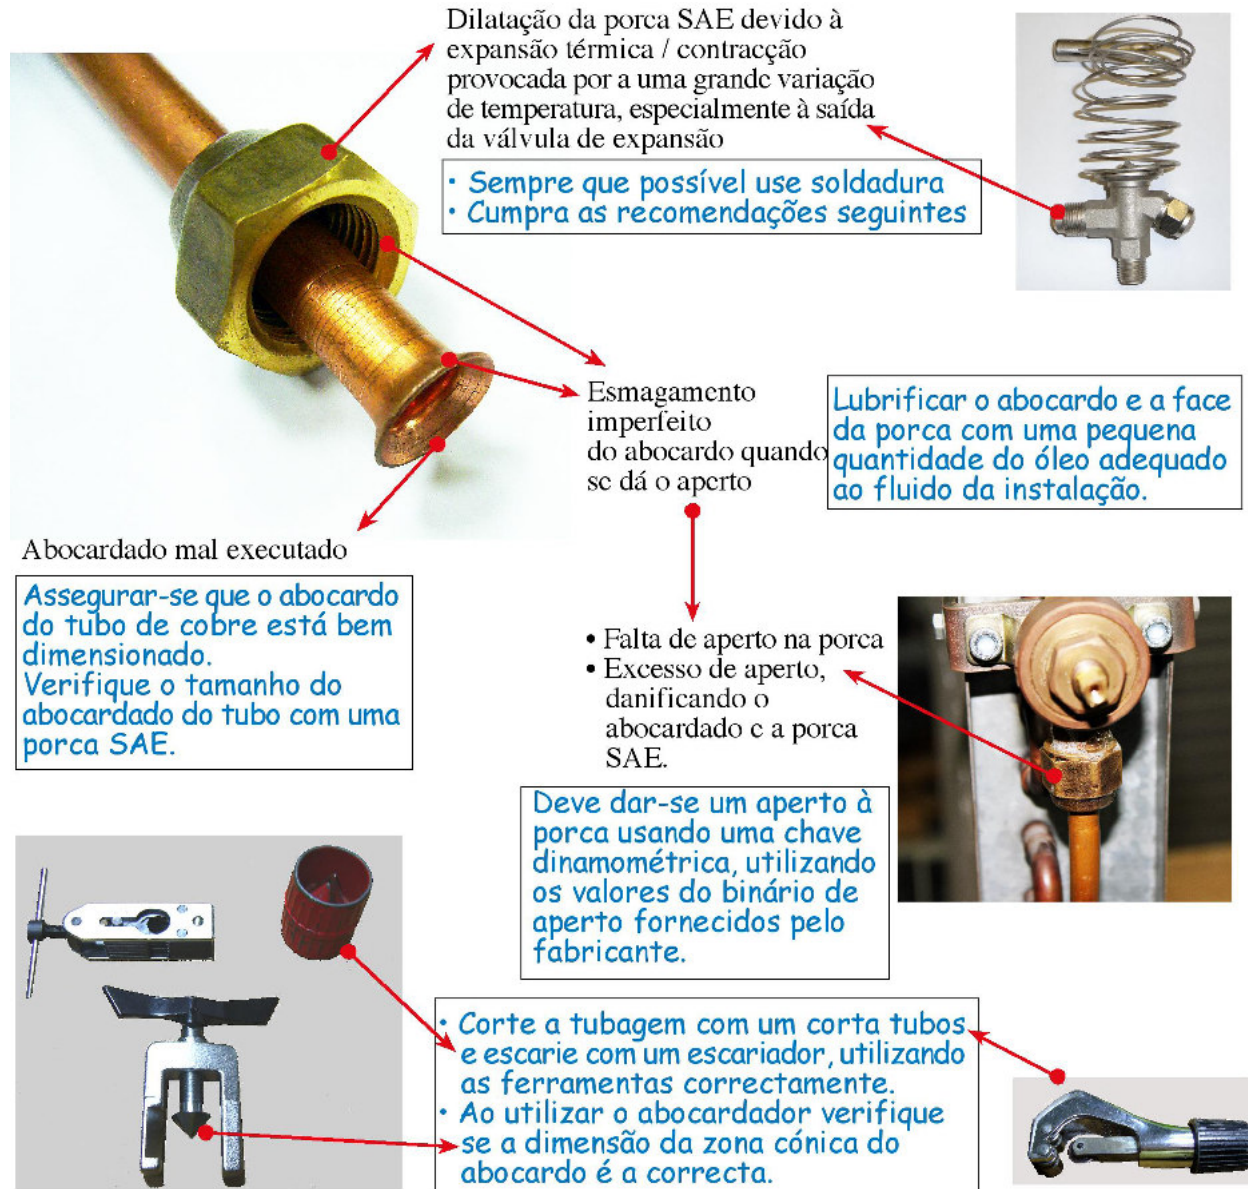 Dilatação da porca SAE devido à
expansão térmica / contracção
provocada por a uma grande variação
de temperatura, especialmente à saída
da válvula de expansão
• Sempre que possível use soldadura
• Cumpra as recomendações seguintes
Esmagamento
imperfeito
do abocardo quando
se dá o aperto
Lubrificar o abocardo e a face
da porca com uma pequena
quantidade do óleo adequado
ao fluido da instalação.
Abocardado mal executado
Assegurar-se que o abocardo
do tubo de cobre está bem
dimensionado.
Verifique o tamanho do
abocardado do tubo com uma
porca SAE.
• Falta de aperto na porca
• Excesso de aperto,
danificando o
abocardado e a porca
SAE.
Deve dar-se um aperto à
porca usando uma chave
dinamométrica, utilizando
os valores do binário de
aperto fornecidos pelo
fabricante.
• Corte a tubagem com um corta tubos
e escarie com um escariador, utilizando
as ferramentas correctamente.
• Ao utilizar o abocardador verifique
se a dimensão da zona cónica do
abocardo é a correcta.